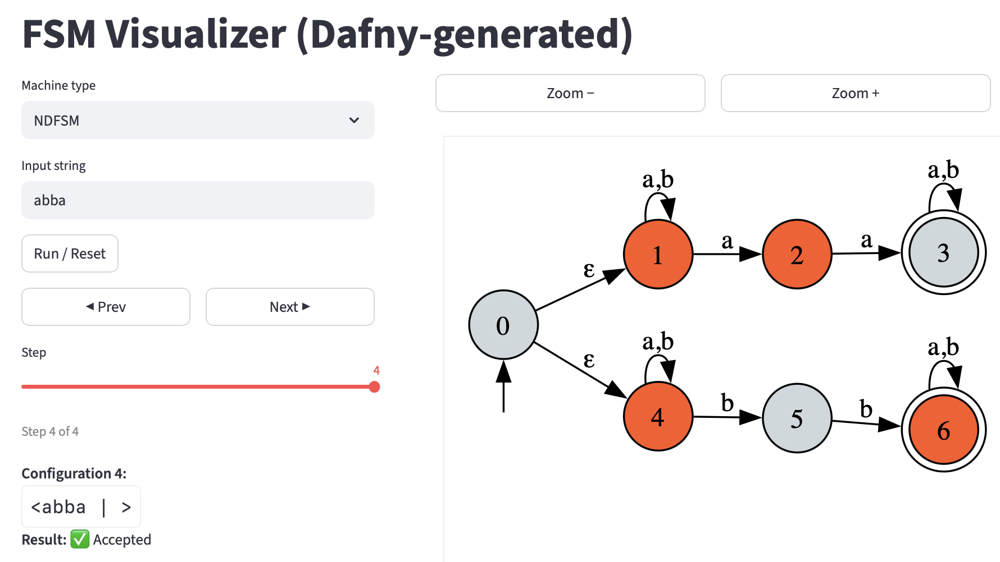 FSM Visualizer (Dafny-generated)
Machine type
NDFSM
Input string
abba
Run / Reset
◀ Prev
Next ▶
Step
4
Step 4 of 4
Configuration 4:
<abba | >
Result: ✅ Accepted
Zoom −
Zoom +
a,b
a,b
1
a
2
a
3
ε
0
ε
a,b
a,b
4
b
5
b
6